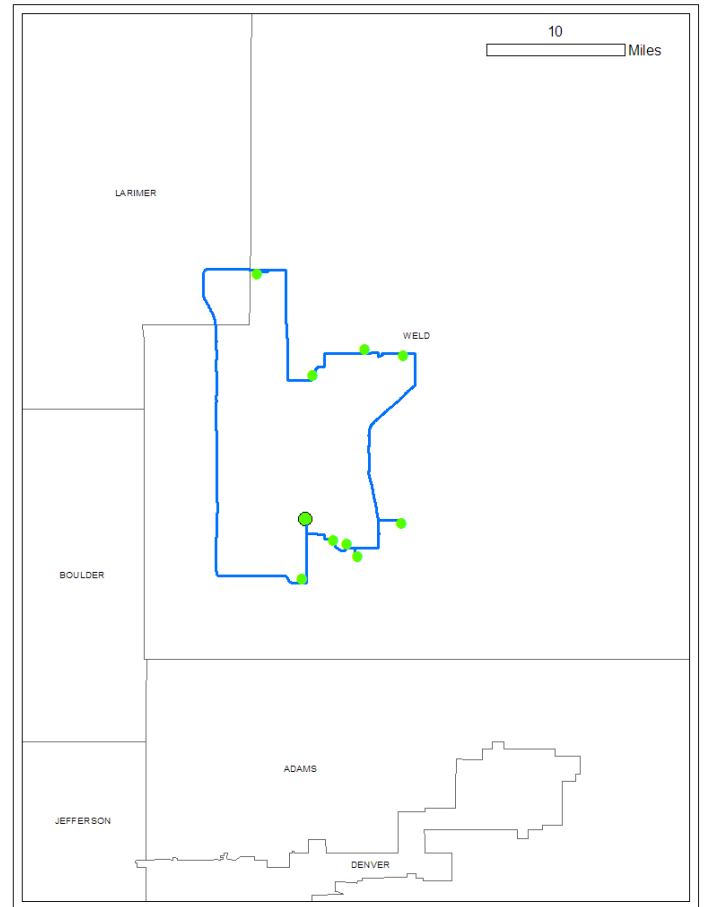 10
Miles
LARIMER
WELD
BOULDER
ADAMS
JEFFERSON
DENVER